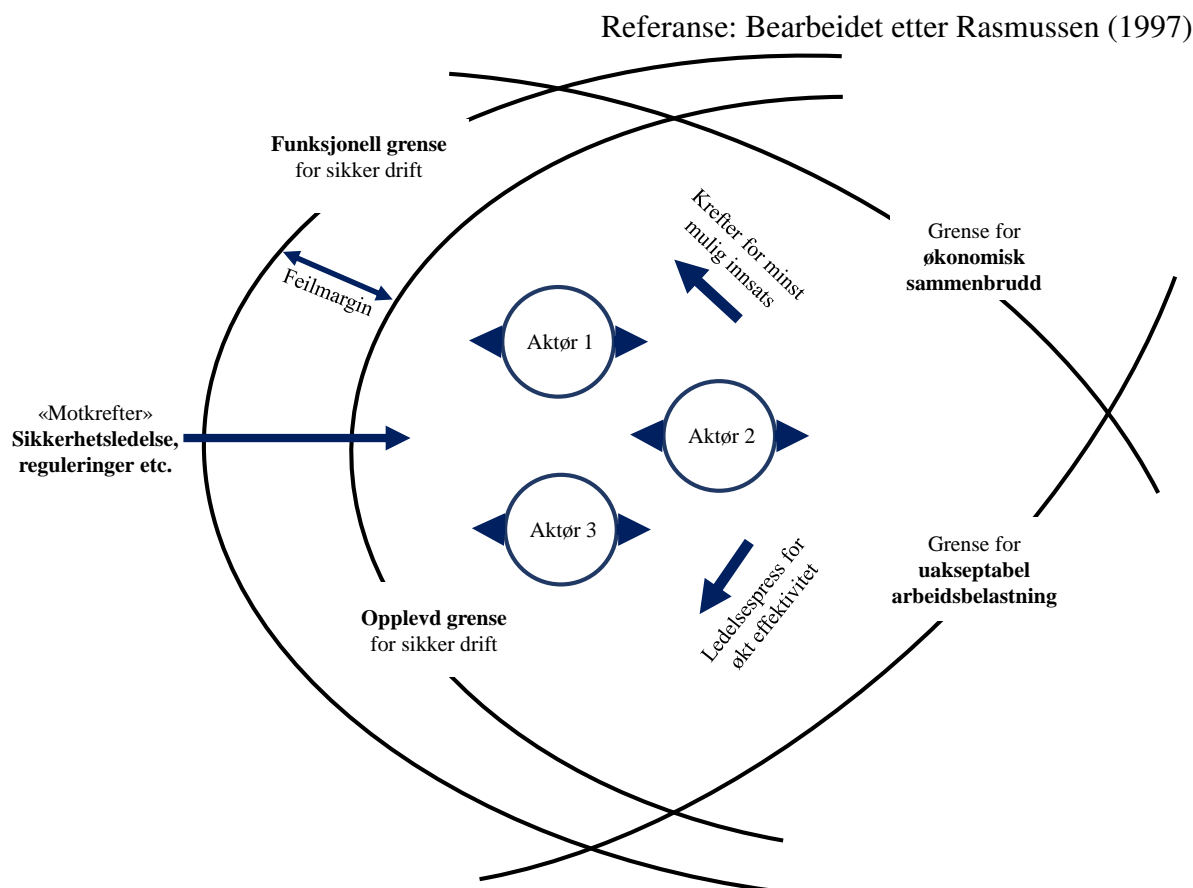 Referanse: Bearbeidet etter Rasmussen (1997)
Funksjonell grense
for sikker drift
Krefter for minst
mulig innsats
Grense for
økonomisk
sammenbrudd
Feilmargin
Aktør 1
«Motkrefter»
Sikkerhetsledelse,
reguleringer etc.
Aktør 2
Aktør 3
Grense for
uakseptabel
arbeidsbelastning
Opplevd grense
for sikker drift
Ledelsespress for
økt effektivitet